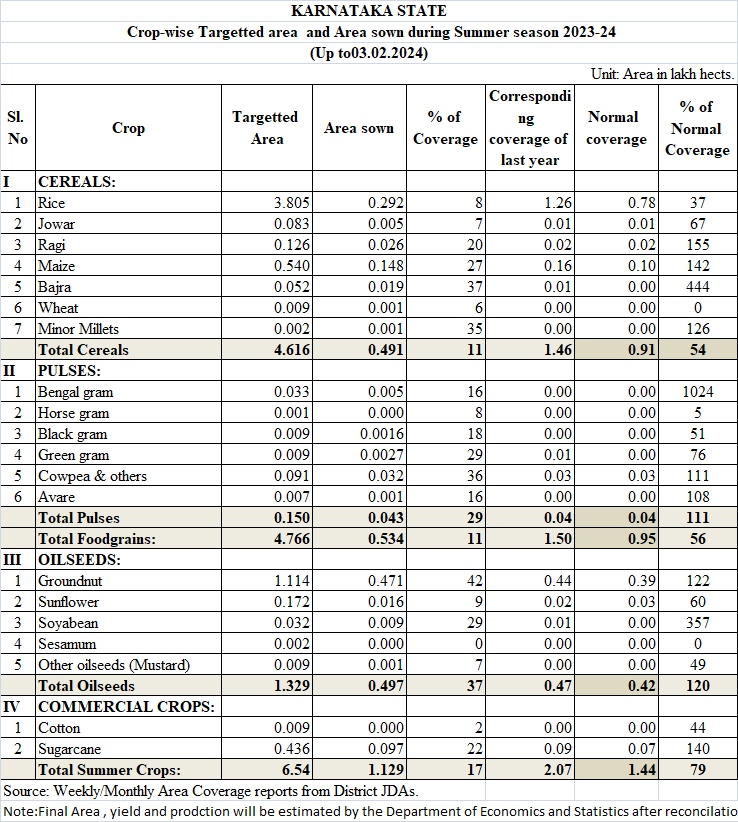 KARNATAKA STATE
Crop-wise Targetted area and Area sown during Summer season 2023-24
(Up to03.02.2024)
Unit: Area in lakh hects.
Sl. No Crop Targetted Area Area sown % of Coverage Correspondi ng coverage of last year Normal coverage % of Normal Coverage
I CEREALS:
1 Rice 3.805 0.292 8 1.26 0.78 37
2 Jowar 0.083 0.005 7 0.01 0.01 67
3 Ragi 0.126 0.026 20 0.02 0.02 155
4 Maize 0.540 0.148 27 0.16 0.10 142
5 Bajra 0.052 0.019 37 0.01 0.00 444
6 Wheat 0.009 0.001 6 0.00 0.00 0
7 Minor Millets 0.002 0.001 35 0.00 0.00 126
Total Cereals 4.616 0.491 11 1.46 0.91 54
II PULSES:
1 Bengal gram 0.033 0.005 16 0.00 0.00 1024
2 Horse gram 0.001 0.000 8 0.00 0.00 5
3 Black gram 0.009 0.0016 18 0.00 0.00 51
4 Green gram 0.009 0.0027 29 0.01 0.00 76
5 Cowpea & others 0.091 0.032 36 0.03 0.03 111
6 Avare 0.007 0.001 16 0.00 0.00 108
Total Pulses 0.150 0.043 29 0.04 0.04 111
Total Foodgrains: 4.766 0.534 11 1.50 0.95 56
III OILSEEDS:
1 Groundnut 1.114 0.471 42 0.44 0.39 122
2 Sunflower 0.172 0.016 9 0.02 0.03 60
3 Soyabean 0.032 0.009 29 0.01 0.00 357
4 Sesamum 0.002 0.000 0 0.00 0.00 0
5 Other oilseeds (Mustard) 0.009 0.001 7 0.00 0.00 49
Total Oilseeds 1.329 0.497 37 0.47 0.42 120
IV COMMERCIAL CROPS:
1 Cotton 0.009 0.000 2 0.00 0.00 44
2 Sugarcane 0.436 0.097 22 0.09 0.07 140
Total Summer Crops: 6.54 1.129 17 2.07 1.44 79
Source: Weekly/Monthly Area Coverage reports from District JDAs.
Note:Final Area , yield and prodction will be estimated by the Department of Economics and Statistics after reconcilatio